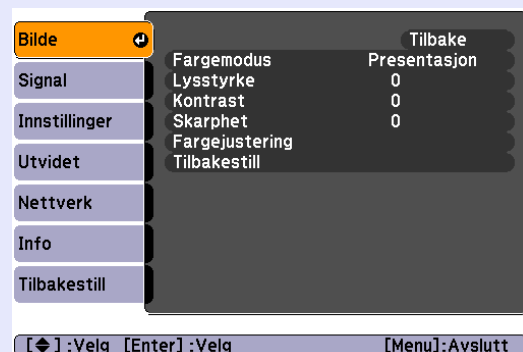 Bilde
Signal
Innstillinger
Utvidet
Nettverk
Info
Tilbakestill
Tilbake
Fargemodus Presentasjon
Lysstyrke 0
Kontrast 0
Skarphet 0
Fargejustering
Tilbakestill
[◆] :Velg [Enter] :Velg [Menu]:Avslutt